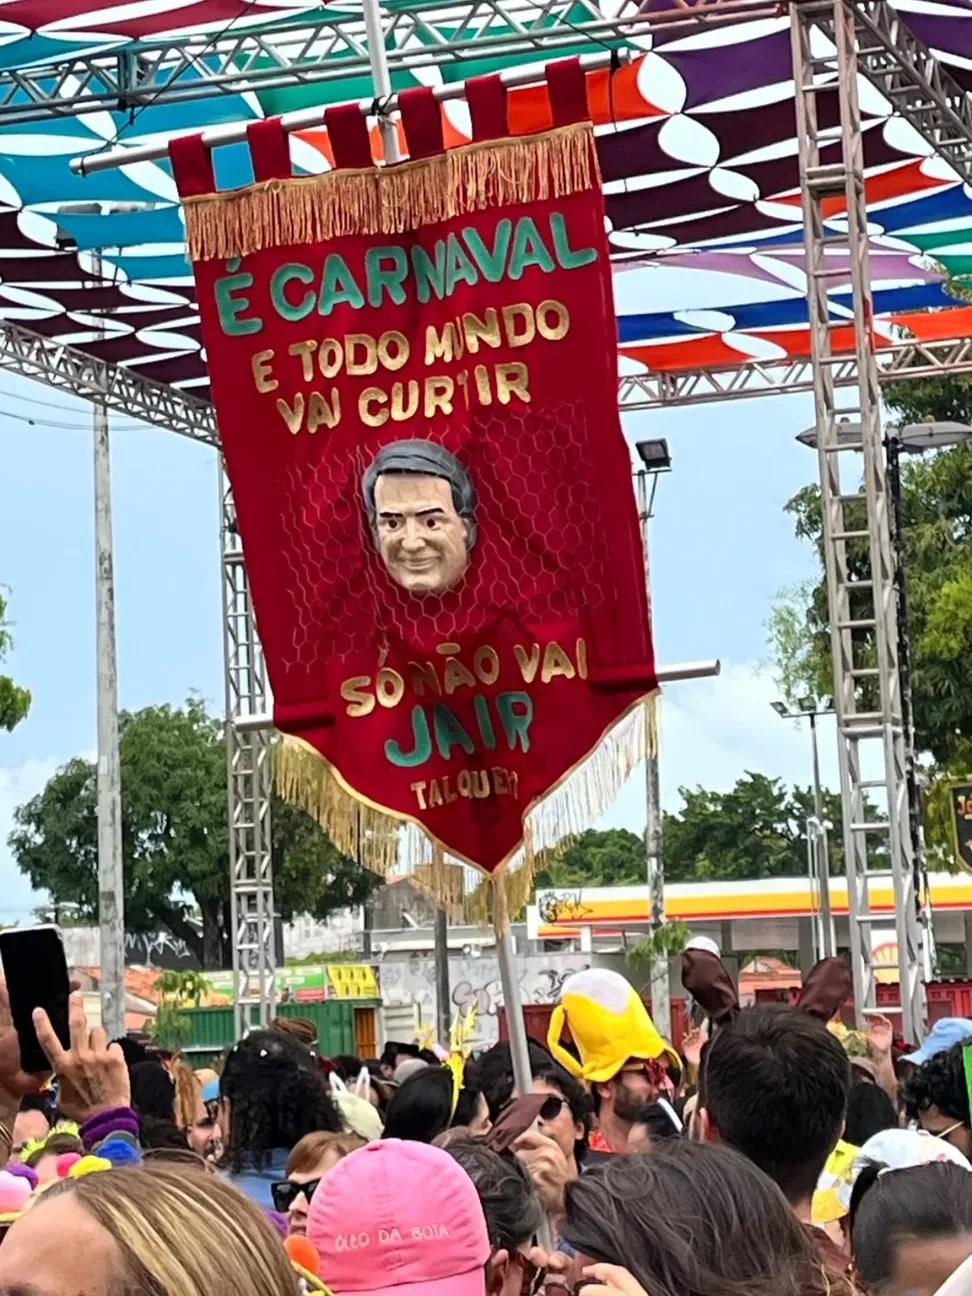 É CARNAVAL
E TODO MUNDO
VAI CURTIR
SÓ NÃO VAI
JAIR
TALQUEY
ÓLEO DA BOTA